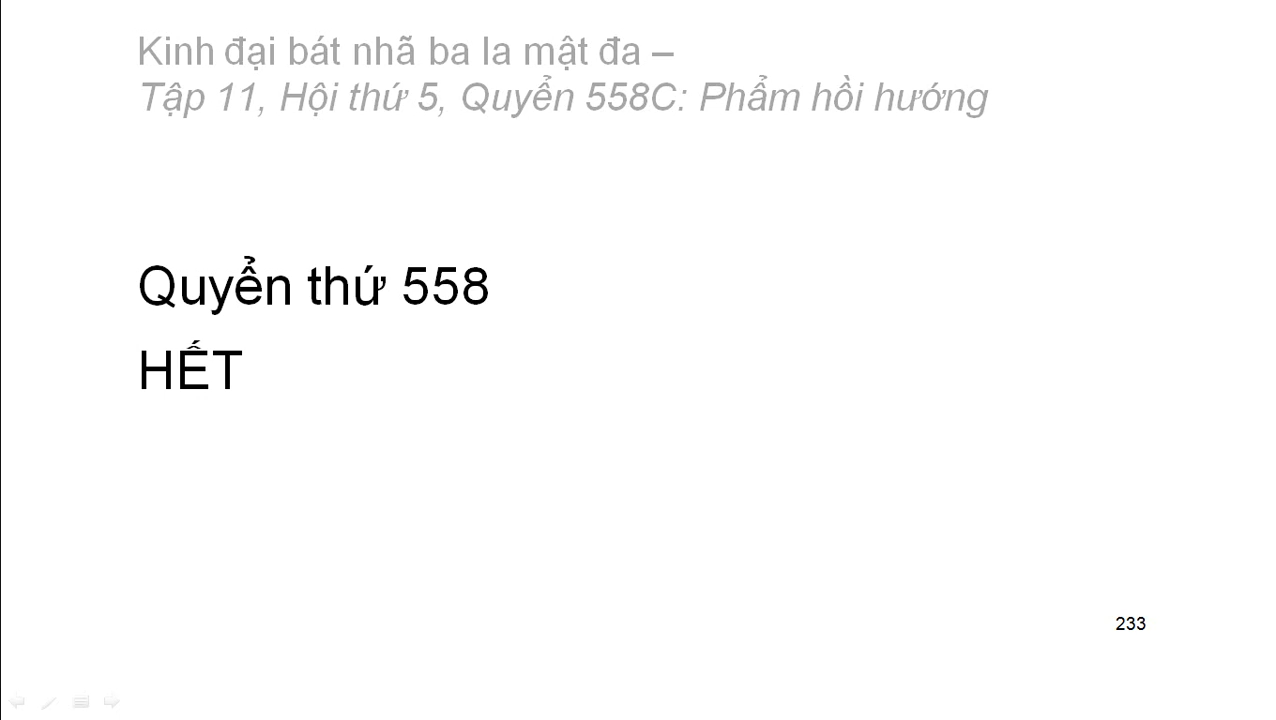 Kinh đại bát nhã ba la mật đa –
Tập 11, Hội thứ 5, Quyển 558C: Phẩm hồi hướng
Quyển thứ 558
HẾT
233